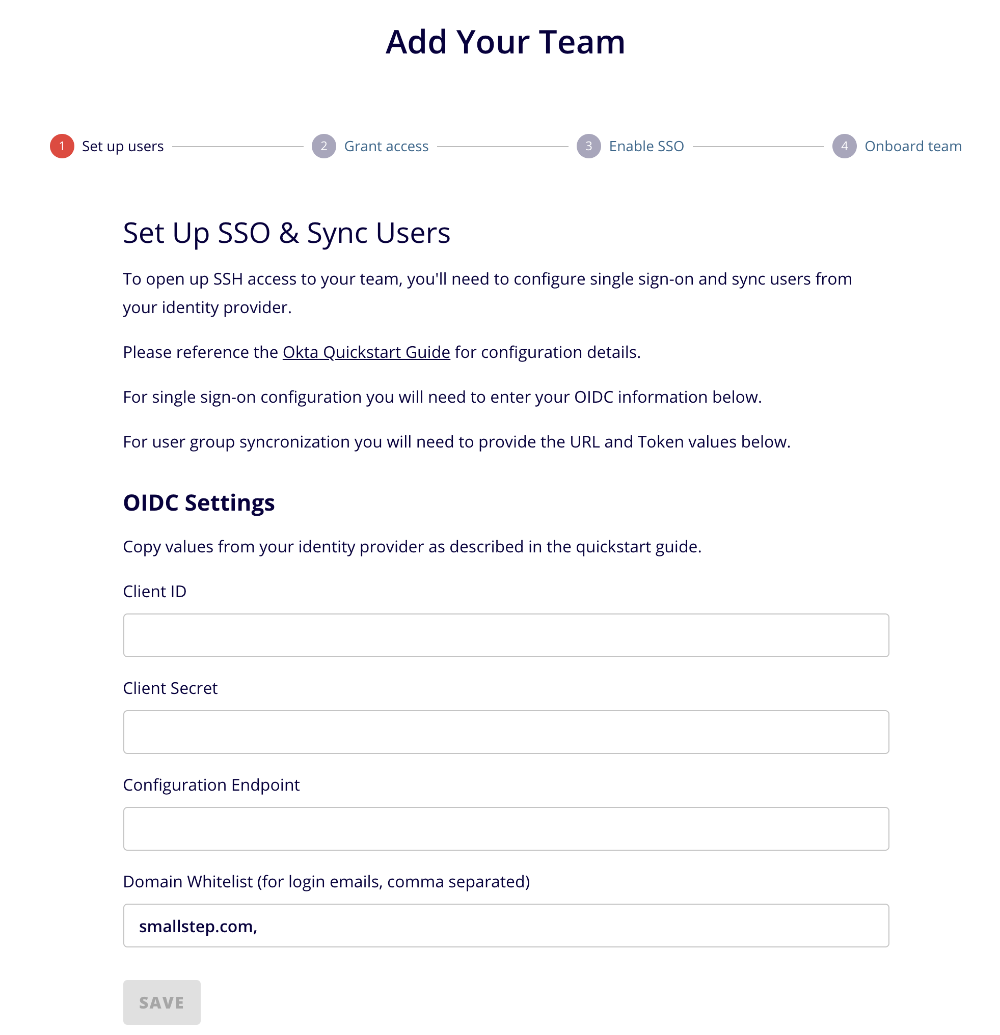 Add Your Team
1 Set up users 2 Grant access 3 Enable SSO 4 Onboard team
Set Up SSO & Sync Users
To open up SSH access to your team, you'll need to configure single sign-on and sync users from
your identity provider.
Please reference the Okta Quickstart Guide for configuration details.
For single sign-on configuration you will need to enter your OIDC information below.
For user group syncronization you will need to provide the URL and Token values below.
OIDC Settings
Copy values from your identity provider as described in the quickstart guide.
Client ID
Client Secret
Configuration Endpoint
Domain Whitelist (for login emails, comma separated)
smallstep.com,
SAVE